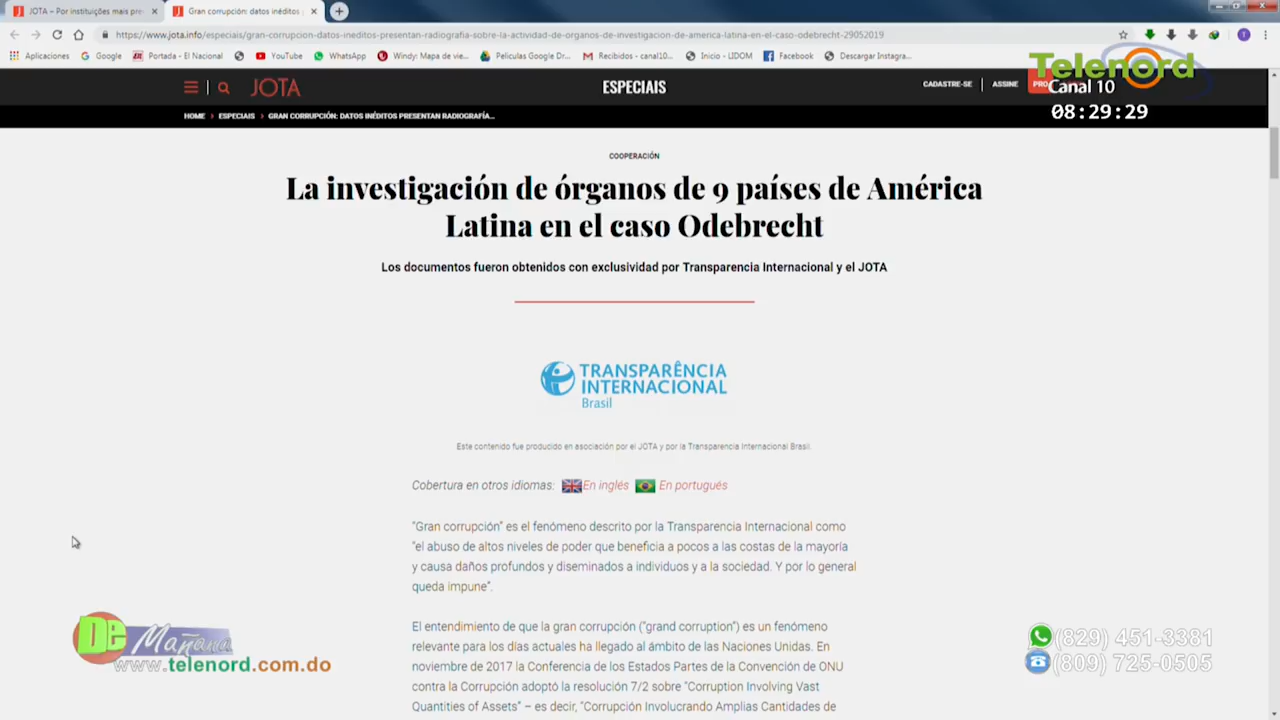 JOTA – Por instituições mais pre
Gran corrupción: datos inéditos
https://www.jota.info/especiais/gran-corrupcion-datos-ineditos-presentan-radiografia-sobre-la-actividad-de-organos-de-investigacion-de-america-latina-en-el-caso-odebrecht-29052019
Aplicaciones Google Portada - El Nacional YouTube WhatsApp Windy: Mapa de vie... Películas Google Dr... Recibidos - canal10... Inicio - LIDOM Facebook Descargar Instagra...
Telenord
Canal 10
08:29:29
JOTA ESPECIAIS CADASTRE-SE ASSINE PRO
HOME > ESPECIAIS > GRAN CORRUPCIÓN: DATOS INÉDITOS PRESENTAN RADIOGRAFÍA...
COOPERACIÓN
La investigación de órganos de 9 países de América
Latina en el caso Odebrecht
Los documentos fueron obtenidos con exclusividad por Transparencia Internacional y el JOTA
TRANSPARÊNCIA
INTERNACIONAL
Brasil
Este contenido fue producido en asociación por el JOTA y por la Transparencia Internacional Brasil.
Cobertura en otros idiomas: En inglés En portugués
“Gran corrupción” es el fenómeno descrito por la Transparencia Internacional como
“el abuso de altos niveles de poder que beneficia a pocos a las costas de la mayoría
y causa daños profundos y diseminados a individuos y a la sociedad. Y por lo general
queda impune”.
El entendimiento de que la gran corrupción (“grand corruption”) es un fenómeno
relevante para los días actuales ha llegado al ámbito de las Naciones Unidas. En
noviembre de 2017 la Conferencia de los Estados Partes de la Convención de ONU
contra la Corrupción adoptó la resolución 7/2 sobre “Corruption Involving Vast
Quantities of Assets” – es decir, “Corrupción Involucrando Amplias Cantidades de
De Mañana
www.telenord.com.do
(829) 451-3381
(809) 725-0505